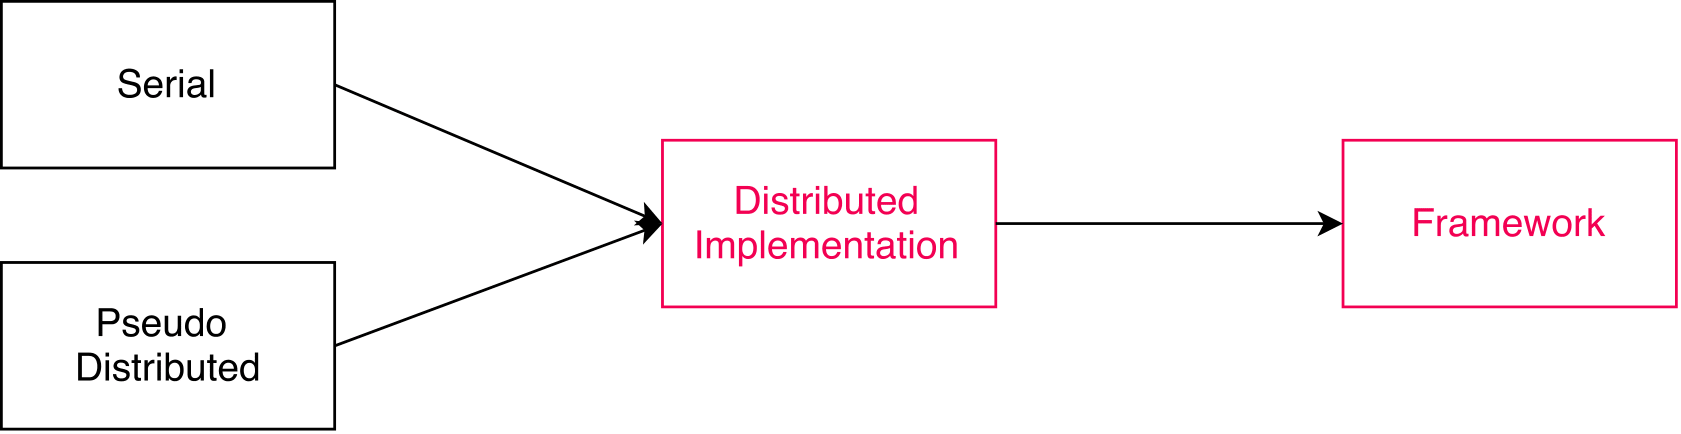 Serial
Pseudo
Distributed
Distributed
Implementation
Framework